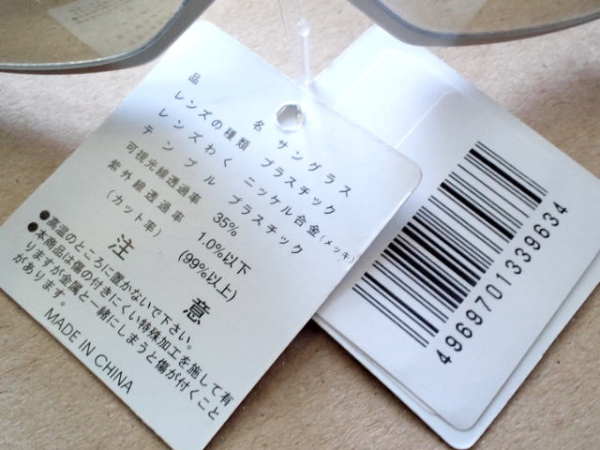 品名 サングラス
レンズの種類 プラスチック
レンズわく ニッケル合金(メッキ)
テンプル プラスチック
可視光線透過率 35%
紫外線透過率 1.0%以下
(カット率) (99%以上)
注意
●高温のところに置かないで下さい。
●本商品は傷の付きにくい特殊加工を施して有
りますが金属と一緒にしまうと傷が付くこと
があります。
MADE IN CHINA
4969701339634